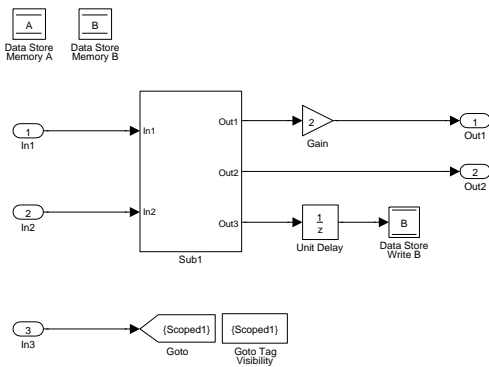 A
B
Data Store
Memory A
Data Store
Memory B
1
In1
In1
Out1
2
Gain
1
Out1
Out2
2
Out2
2
In2
In2
Out3
1
z
Unit Delay
B
Data Store
Write B
Sub1
3
In3
{Scoped1}
Goto
{Scoped1}
Goto Tag
Visibility